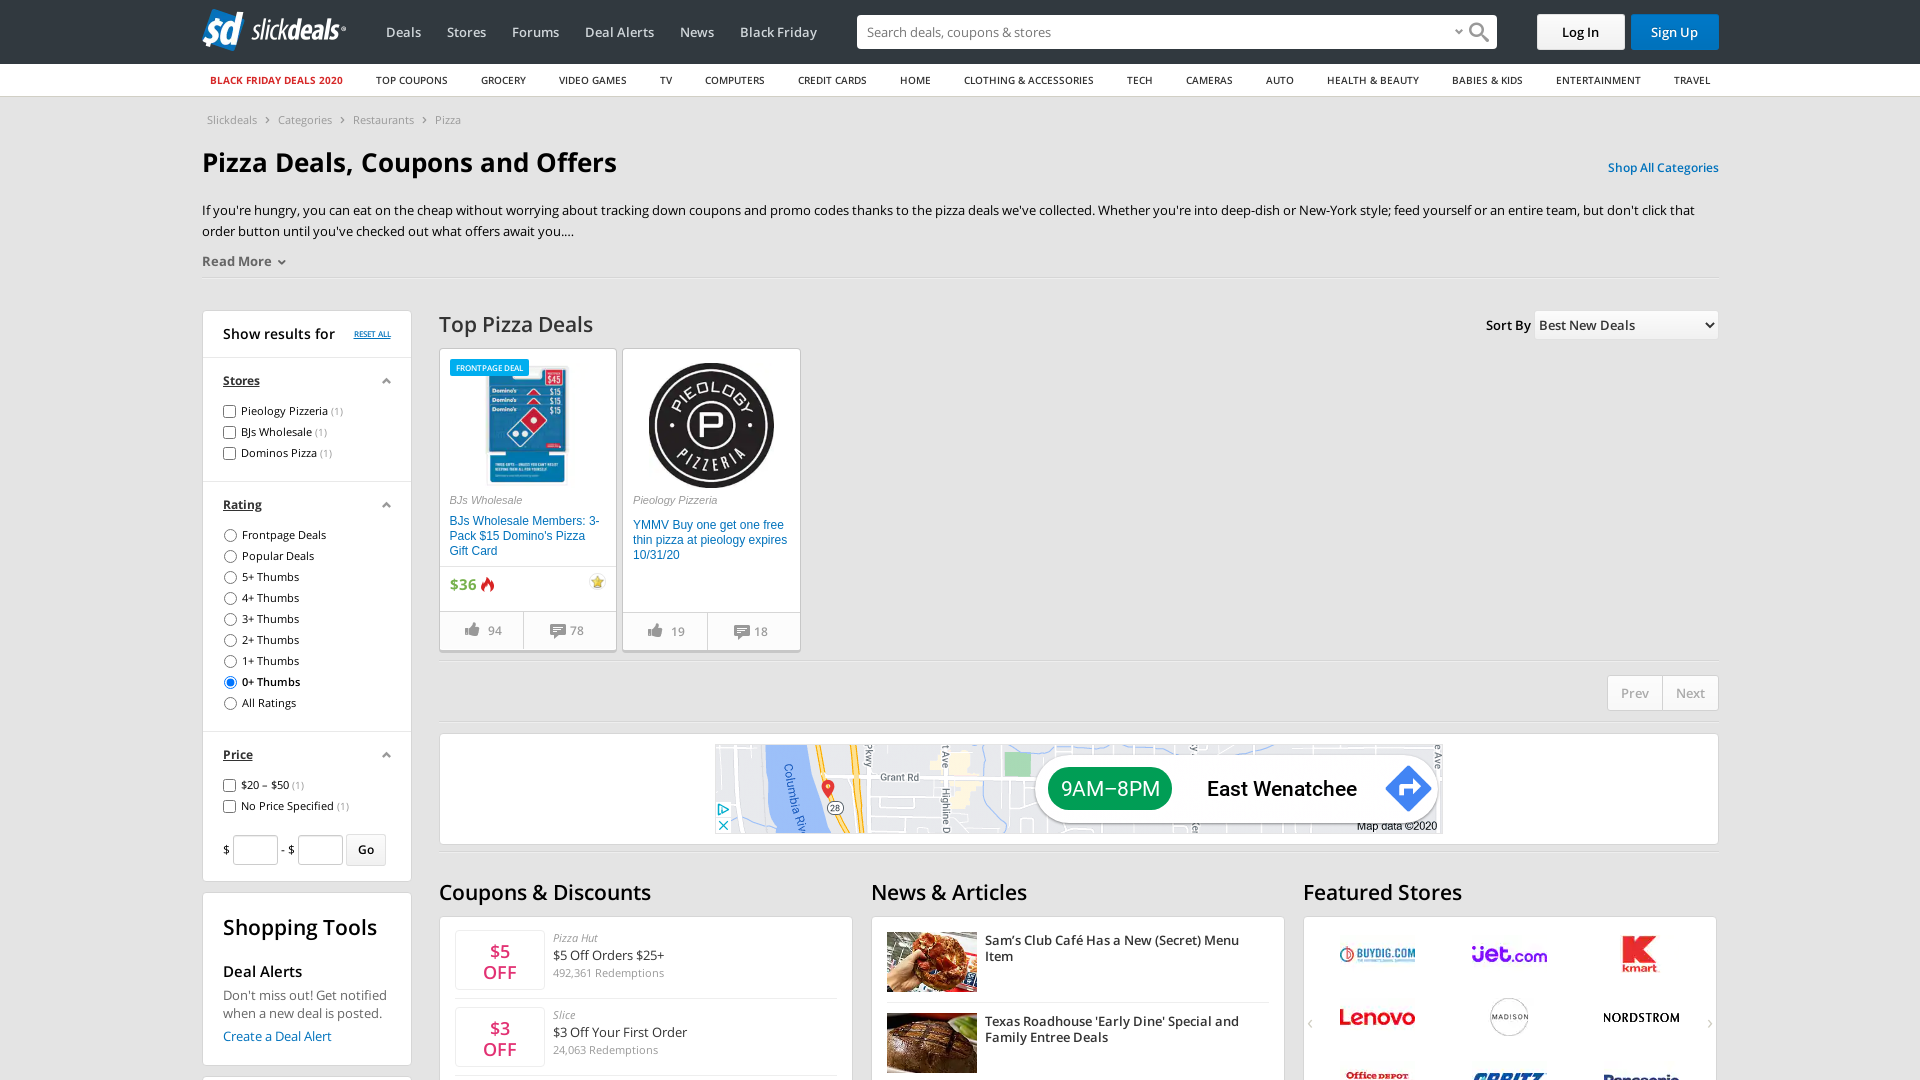 sd slickdeals
Deals
Stores
Forums
Deal Alerts
News
Black Friday
Search deals, coupons & stores
Log In
Sign Up
BLACK FRIDAY DEALS 2020
TOP COUPONS
GROCERY
VIDEO GAMES
TV
COMPUTERS
CREDIT CARDS
HOME
CLOTHING & ACCESSORIES
TECH
CAMERAS
AUTO
HEALTH & BEAUTY
BABIES & KIDS
ENTERTAINMENT
TRAVEL
Slickdeals > Categories > Restaurants > Pizza
Pizza Deals, Coupons and Offers
Shop All Categories
If you're hungry, you can eat on the cheap without worrying about tracking down coupons and promo codes thanks to the pizza deals we've collected. Whether you're into deep-dish or New-York style; feed yourself or an entire team, but don't click that
order button until you've checked out what offers await you....
Read More
Show results for
RESET ALL
Stores
Pieology Pizzeria (1)
BJs Wholesale (1)
Dominos Pizza (1)
Rating
Frontpage Deals
Popular Deals
5+ Thumbs
4+ Thumbs
3+ Thumbs
2+ Thumbs
1+ Thumbs
0+ Thumbs
All Ratings
Price
$20 – $50 (1)
No Price Specified (1)
$ - $ Go
Shopping Tools
Deal Alerts
Don't miss out! Get notified
when a new deal is posted.
Create a Deal Alert
Top Pizza Deals
Sort By Best New Deals
FRONTPAGE DEAL
$45
Domino's $15
Domino's $15
Domino's $15
BJs Wholesale
BJs Wholesale Members: 3-
Pack $15 Domino's Pizza
Gift Card
$36
94
78
PIEOLOGY
P
PIZZERIA
Pieology Pizzeria
YMMV Buy one get one free
thin pizza at pieology expires
10/31/20
19
18
Prev
Next
Columbia Riv
Pkwy
Grant Rd
28
t Ave
Highline D
e Ave
9AM–8PM
East Wenatchee
Map data ©2020
Coupons & Discounts
$5
OFF
Pizza Hut
$5 Off Orders $25+
492,361 Redemptions
$3
OFF
Slice
$3 Off Your First Order
24,063 Redemptions
News & Articles
Sam's Club Café Has a New (Secret) Menu
Item
Texas Roadhouse 'Early Dine' Special and
Family Entree Deals
Featured Stores
BUYDIG.COM
Jet.com
K
kmart
Lenovo
MADISON
NORDSTROM
Office DEPOT
ORBITZ
Panasonic